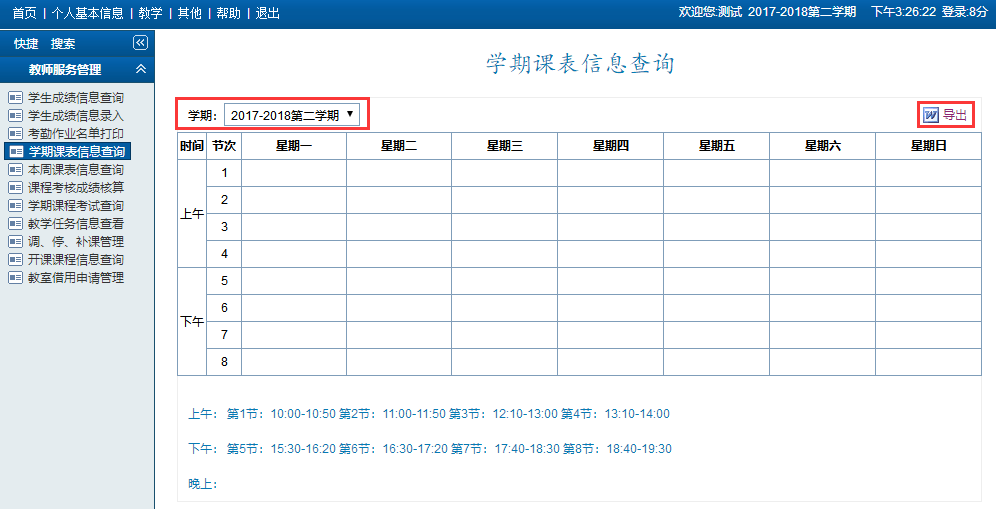 首页 | 个人基本信息 | 教学 | 其他 | 帮助 | 退出
欢迎您:测试 2017-2018第二学期 下午3:26:22 登录:8分
快捷 搜索
教师服务管理
学生成绩信息查询
学生成绩信息录入
考勤作业名单打印
学期课表信息查询
本周课表信息查询
课程考核成绩核算
学期课程考试查询
教学任务信息查看
调、停、补课管理
开课课程信息查询
教室借用申请管理
学期课表信息查询
学期: 2017-2018第二学期
导出
时间 节次 星期一 星期二 星期三 星期四 星期五 星期六 星期日
上午
1
2
3
4
下午
5
6
7
8
上午: 第1节: 10:00-10:50 第2节: 11:00-11:50 第3节: 12:10-13:00 第4节: 13:10-14:00
下午: 第5节: 15:30-16:20 第6节: 16:30-17:20 第7节: 17:40-18:30 第8节: 18:40-19:30
晚上: